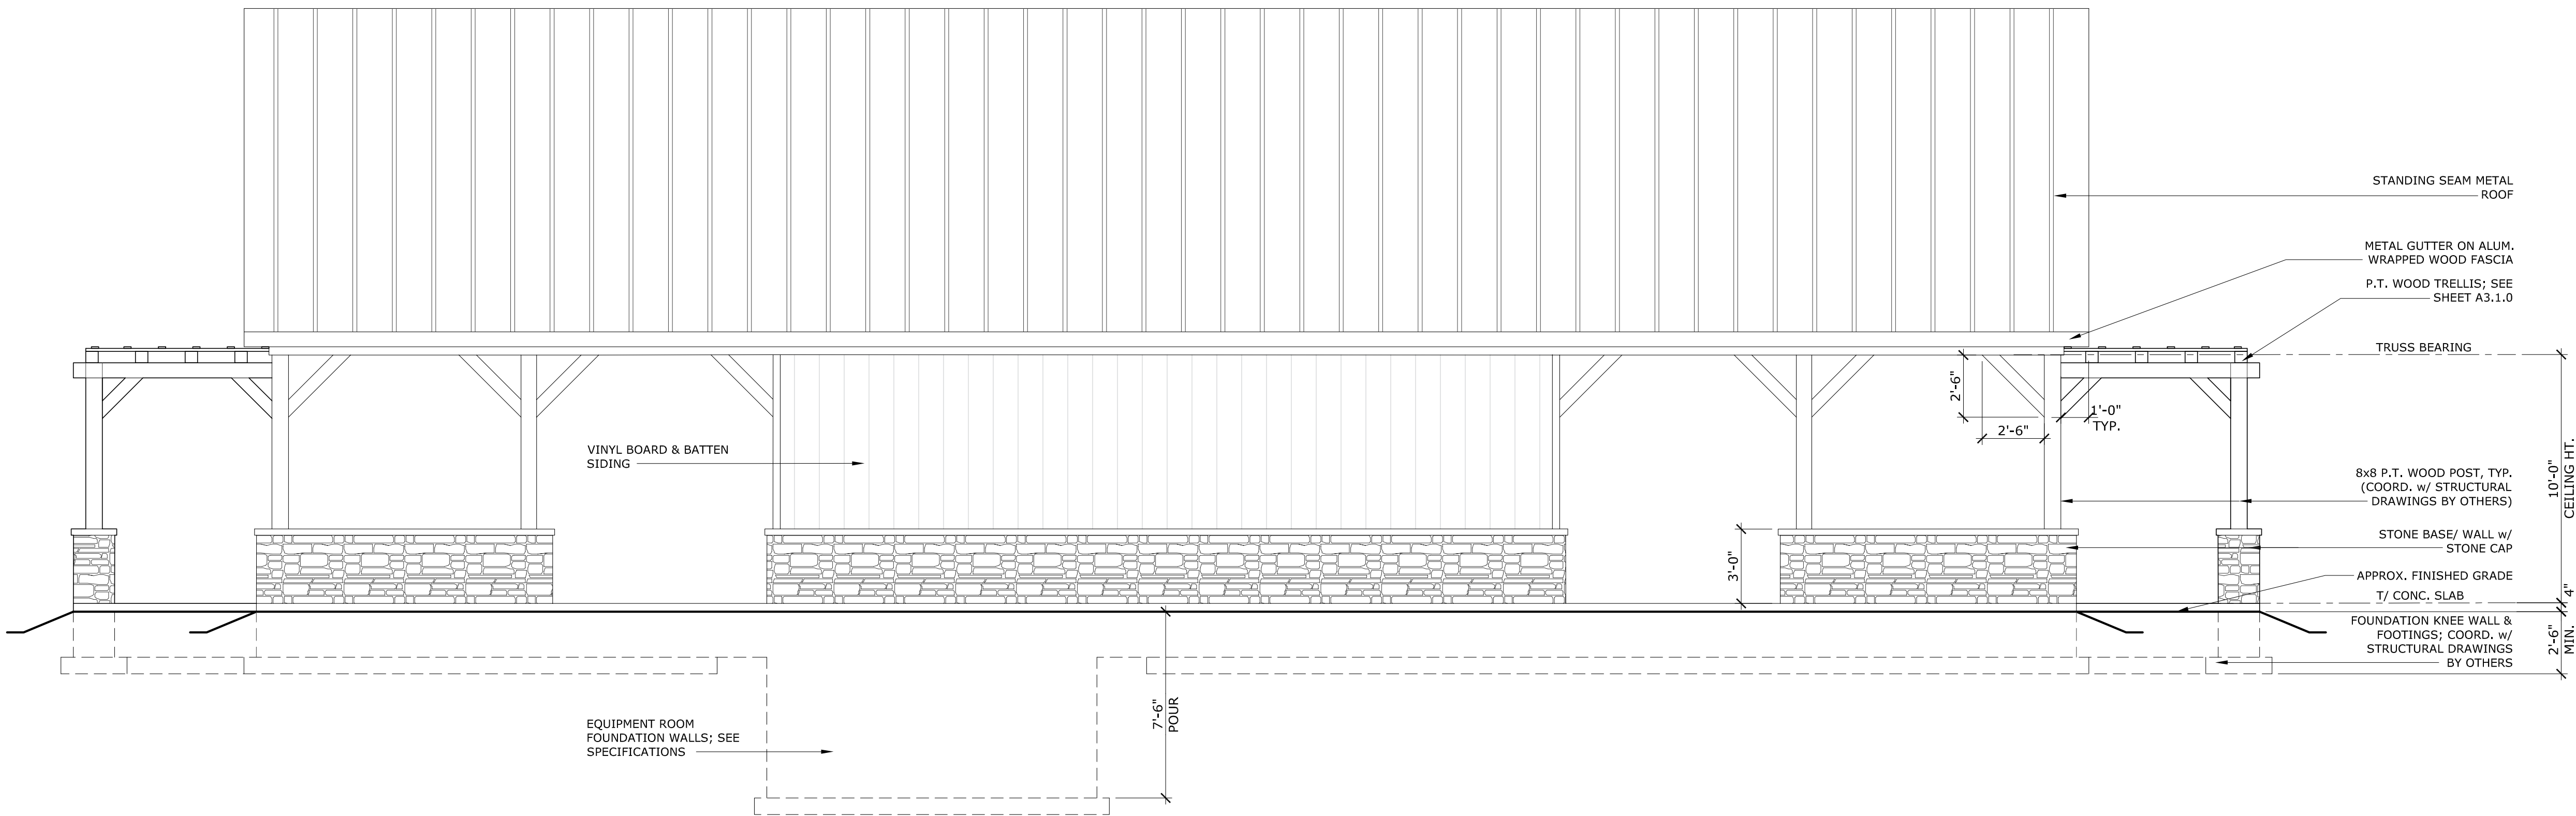 STANDING SEAM METAL
ROOF
METAL GUTTER ON ALUM.
WRAPPED WOOD FASCIA
P.T. WOOD TRELLIS; SEE
SHEET A3.1.0
TRUSS BEARING
2'-6"
1'-0"
TYP.
2'-6"
VINYL BOARD & BATTEN
SIDING
8x8 P.T. WOOD POST, TYP.
(COORD. w/ STRUCTURAL
DRAWINGS BY OTHERS)
10'-0"
CEILING HT.
STONE BASE/ WALL w/
STONE CAP
3'-0"
APPROX. FINISHED GRADE
4"
T/ CONC. SLAB
FOUNDATION KNEE WALL &
FOOTINGS; COORD. w/
STRUCTURAL DRAWINGS
BY OTHERS
2'-6"
MIN.
7'-6"
POUR
EQUIPMENT ROOM
FOUNDATION WALLS; SEE
SPECIFICATIONS